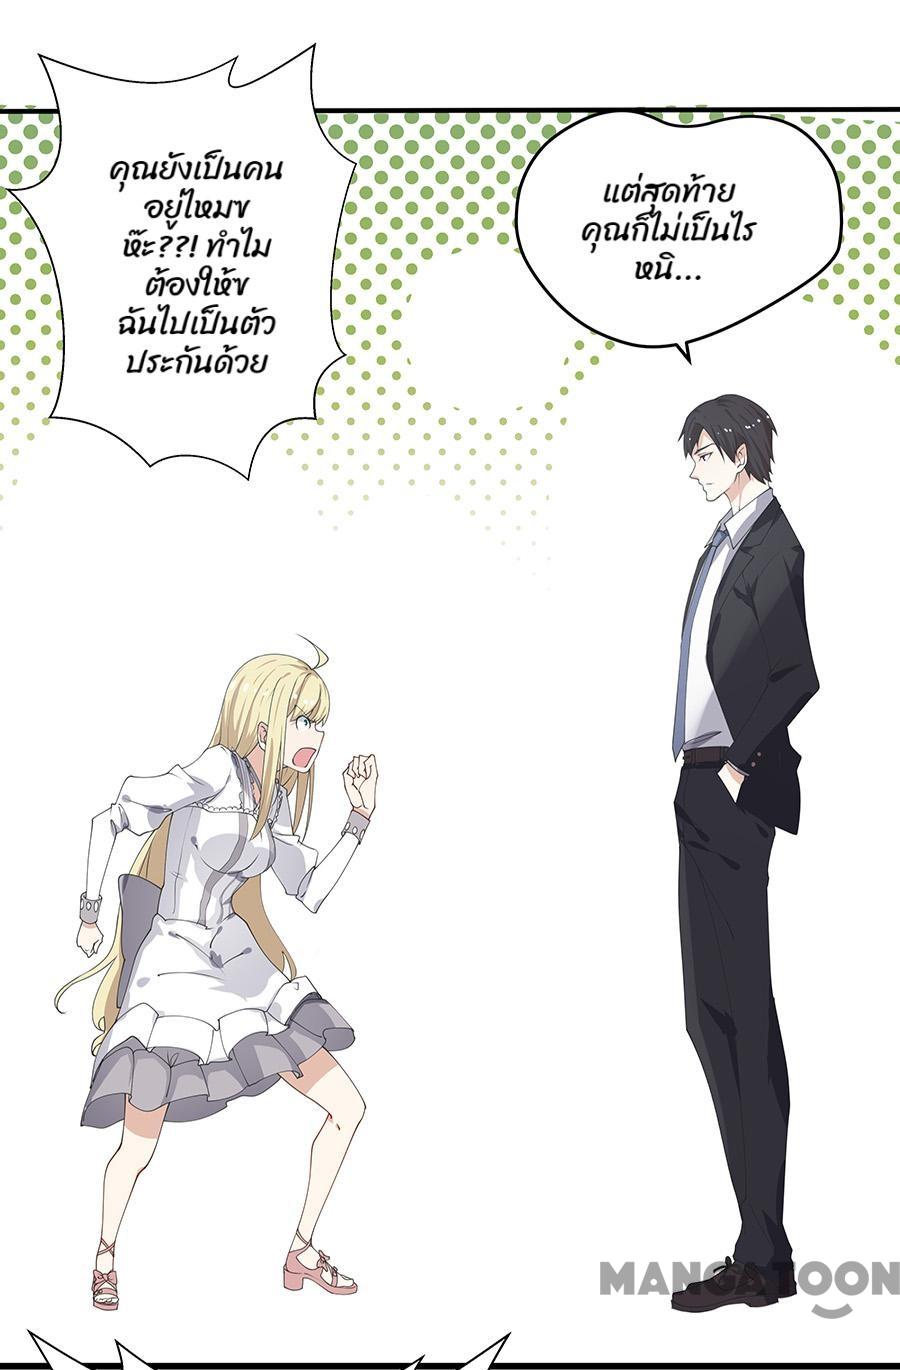 คุณยังเป็นคน
อยู่ไหมข
ห๊ะ??! ทำไม
ต้องให้ข
ฉันไปเป็นตัว
ประกันด้วย
แต่สุดท้าย
คุณก็ไม่เป็นไร
หนิ...
MANGATOON